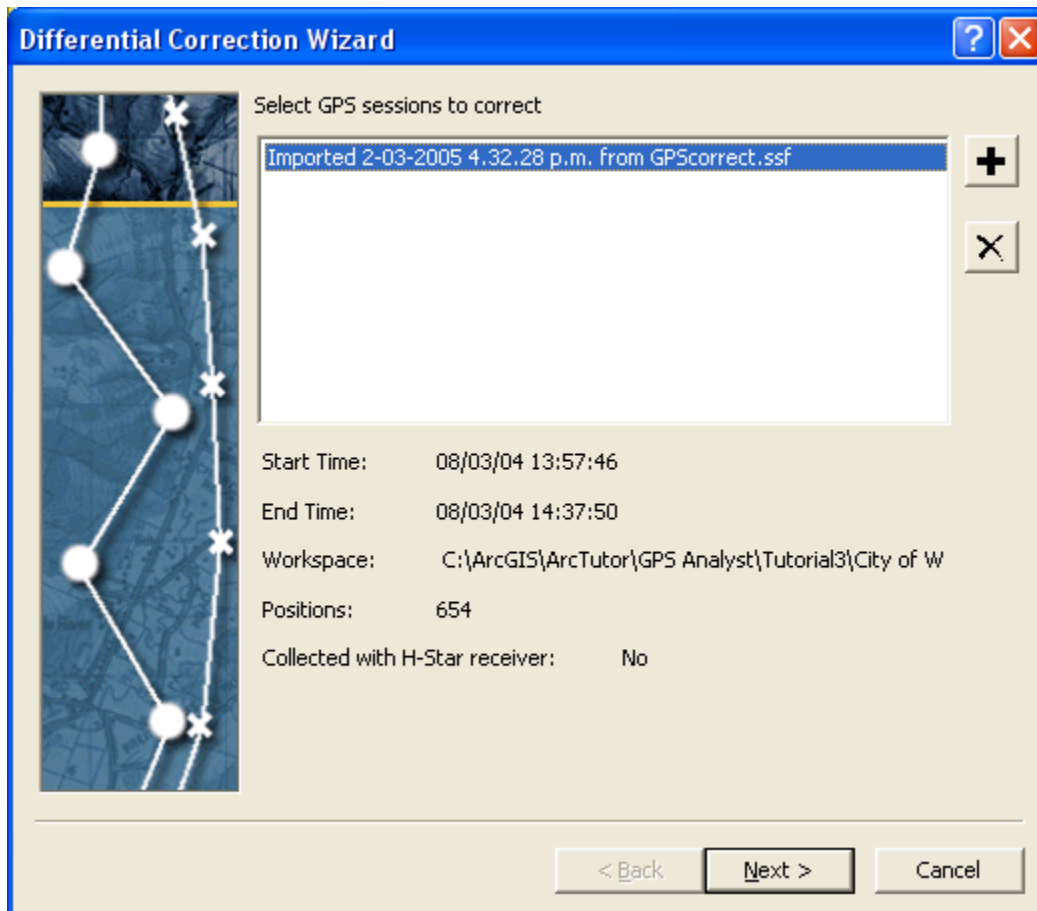 Differential Correction Wizard
Select GPS sessions to correct
Imported 2-03-2005 4.32.28 p.m. from GPScorrect.ssf
Start Time: 08/03/04 13:57:46
End Time: 08/03/04 14:37:50
Workspace: C:\ArcGIS\ArcTutor\GPS Analyst\Tutorial3\City of W
Positions: 654
Collected with H-Star receiver: No
< Back
Next >
Cancel